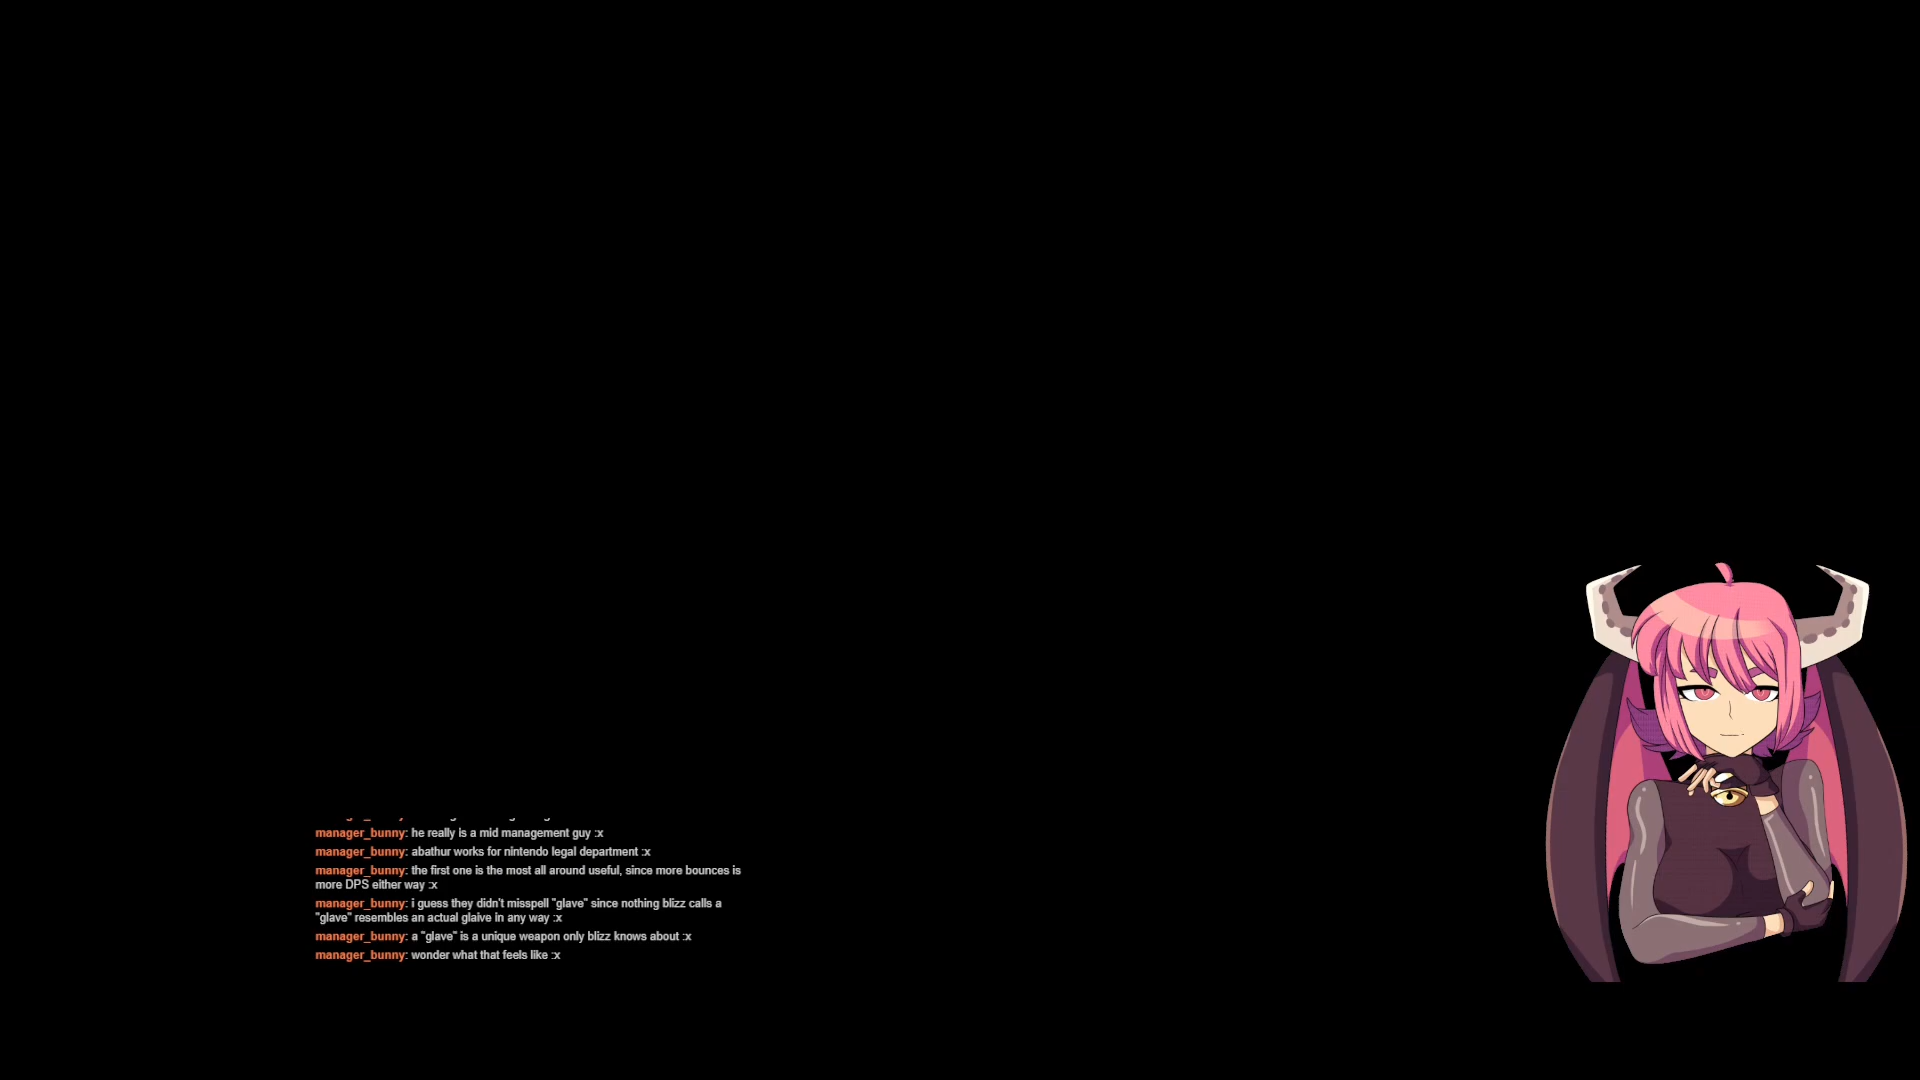 manager_bunny: he really is a mid management guy :x
manager_bunny: abathur works for nintendo legal department :x
manager_bunny: the first one is the most all around useful, since more bounces is
more DPS either way :x
manager_bunny: i guess they didn't misspell "glave" since nothing blizz calls a
"glave" resembles an actual glaive in any way :x
manager_bunny: a "glave" is a unique weapon only blizz knows about :x
manager_bunny: wonder what that feels like :x